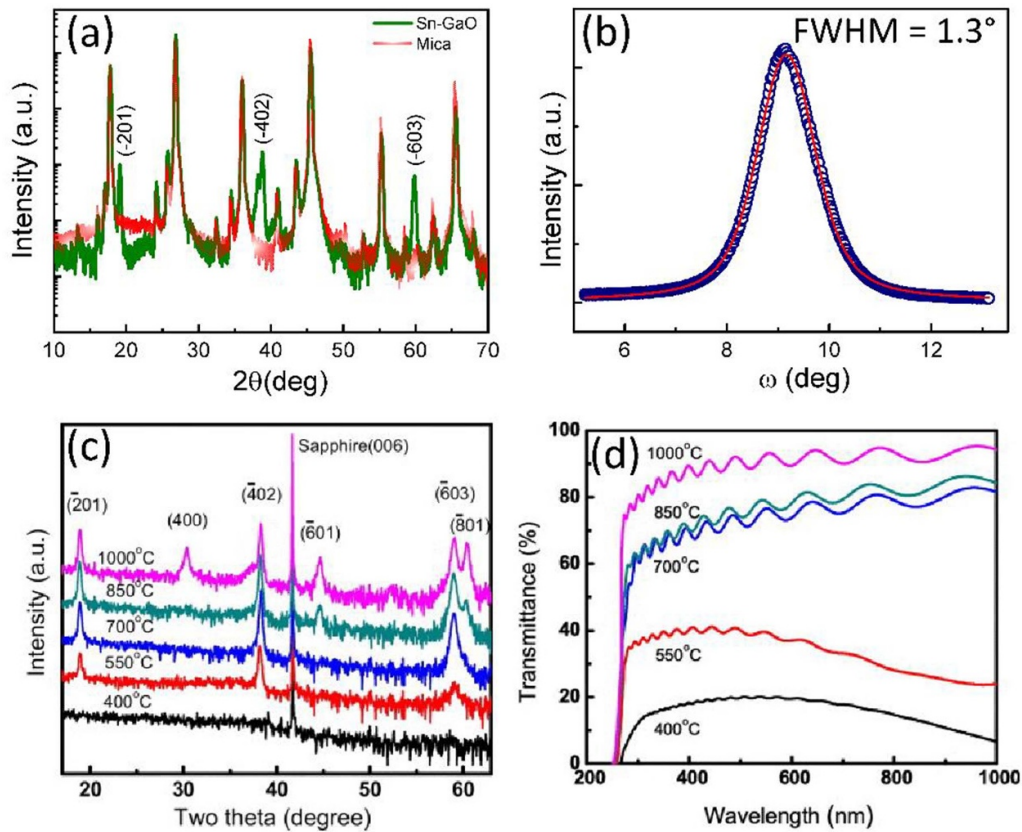 (a)
Sn-GaO
Mica
(-201)
(-402)
(-603)
Intensity (a.u.)
10 20 30 40 50 60 70
2θ(deg)
(b)
FWHM = 1.3°
Intensity (a.u.)
6 8 10 12
ω (deg)
(c)
Sapphire(006)
(2̄01)
(400)
(4̄02)
(6̄01)
(6̄03)
(8̄01)
1000°C
850°C
700°C
550°C
400°C
Intensity (a.u.)
20 30 40 50 60
Two theta (degree)
(d)
100
80
60
40
20
0
1000°C
850°C
700°C
550°C
400°C
Transmittance (%)
200 400 600 800 1000
Wavelength (nm)